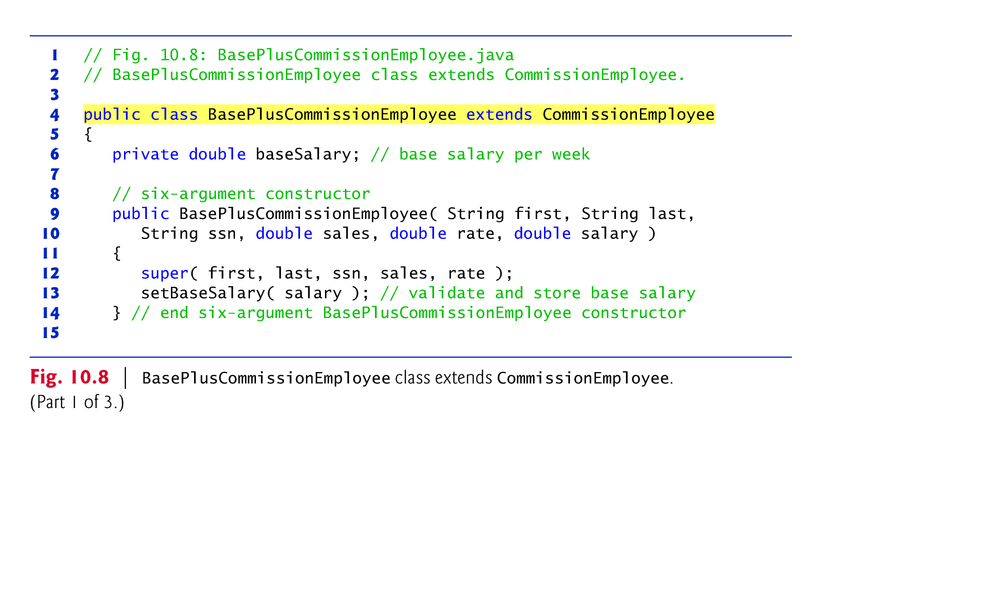 1 // Fig. 10.8: BasePlusCommissionEmployee.java
2 // BasePlusCommissionEmployee class extends CommissionEmployee.
3
4 public class BasePlusCommissionEmployee extends CommissionEmployee
5 {
6    private double baseSalary; // base salary per week
7
8    // six-argument constructor
9    public BasePlusCommissionEmployee( String first, String last,
10       String ssn, double sales, double rate, double salary )
11    {
12       super( first, last, ssn, sales, rate );
13       setBaseSalary( salary ); // validate and store base salary
14    } // end six-argument BasePlusCommissionEmployee constructor
15
Fig. 10.8 | BasePlusCommissionEmployee class extends CommissionEmployee.
(Part 1 of 3.)